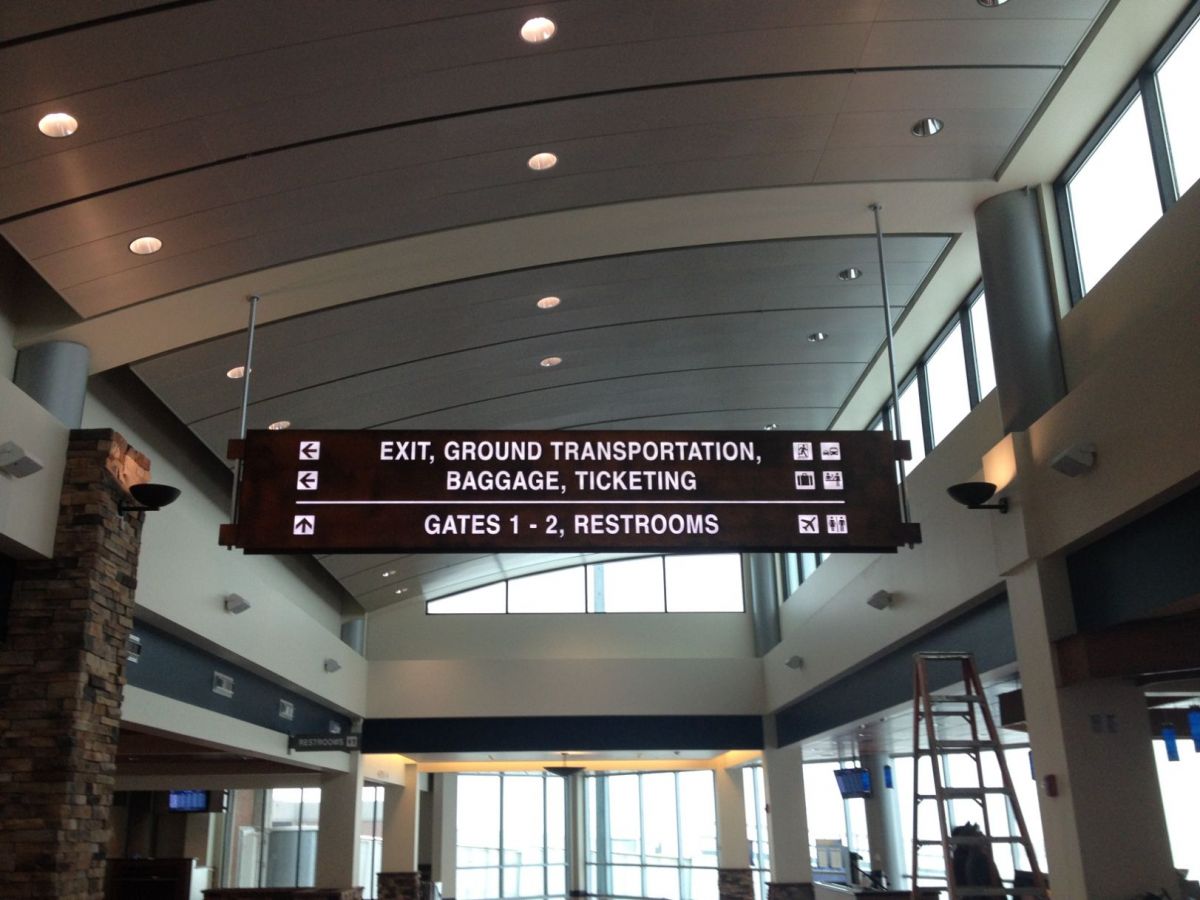 EXIT, GROUND TRANSPORTATION,
BAGGAGE, TICKETING
GATES 1 - 2, RESTROOMS
RESTROOMS